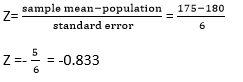 Z= sample mean−population / standard error = 175−180 / 6
Z =- 5 / 6 = -0.833